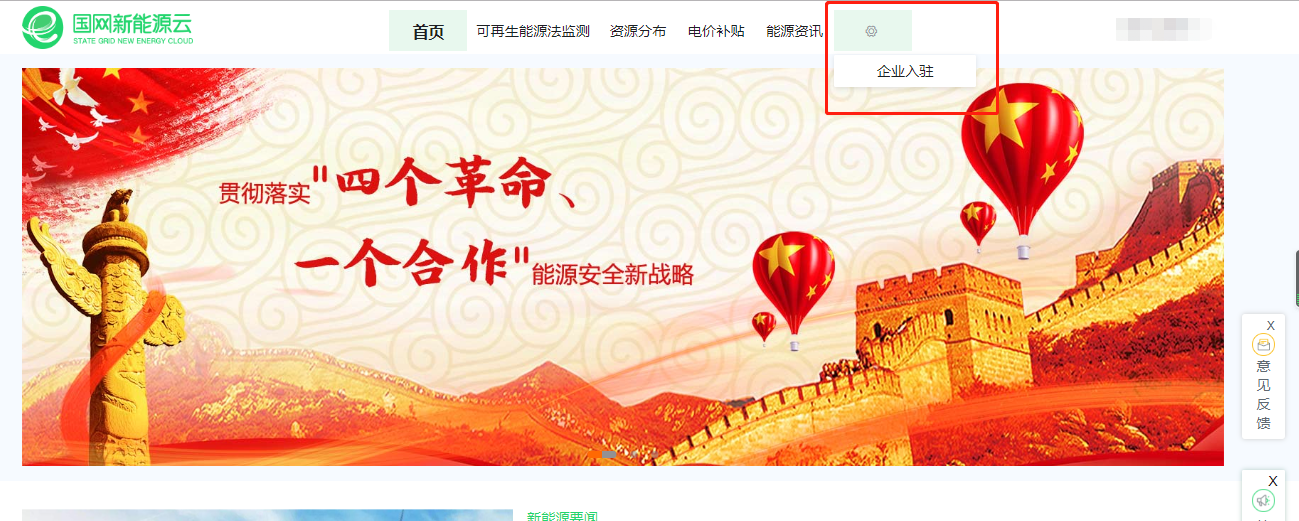 国网新能源云
STATE GRID NEW ENERGY CLOUD
首页 可再生能源法监测 资源分布 电价补贴 能源资讯
企业入驻
贯彻落实"四个革命、
一个合作"能源安全新战略
X
意
见
反
馈
X
新能源要闻